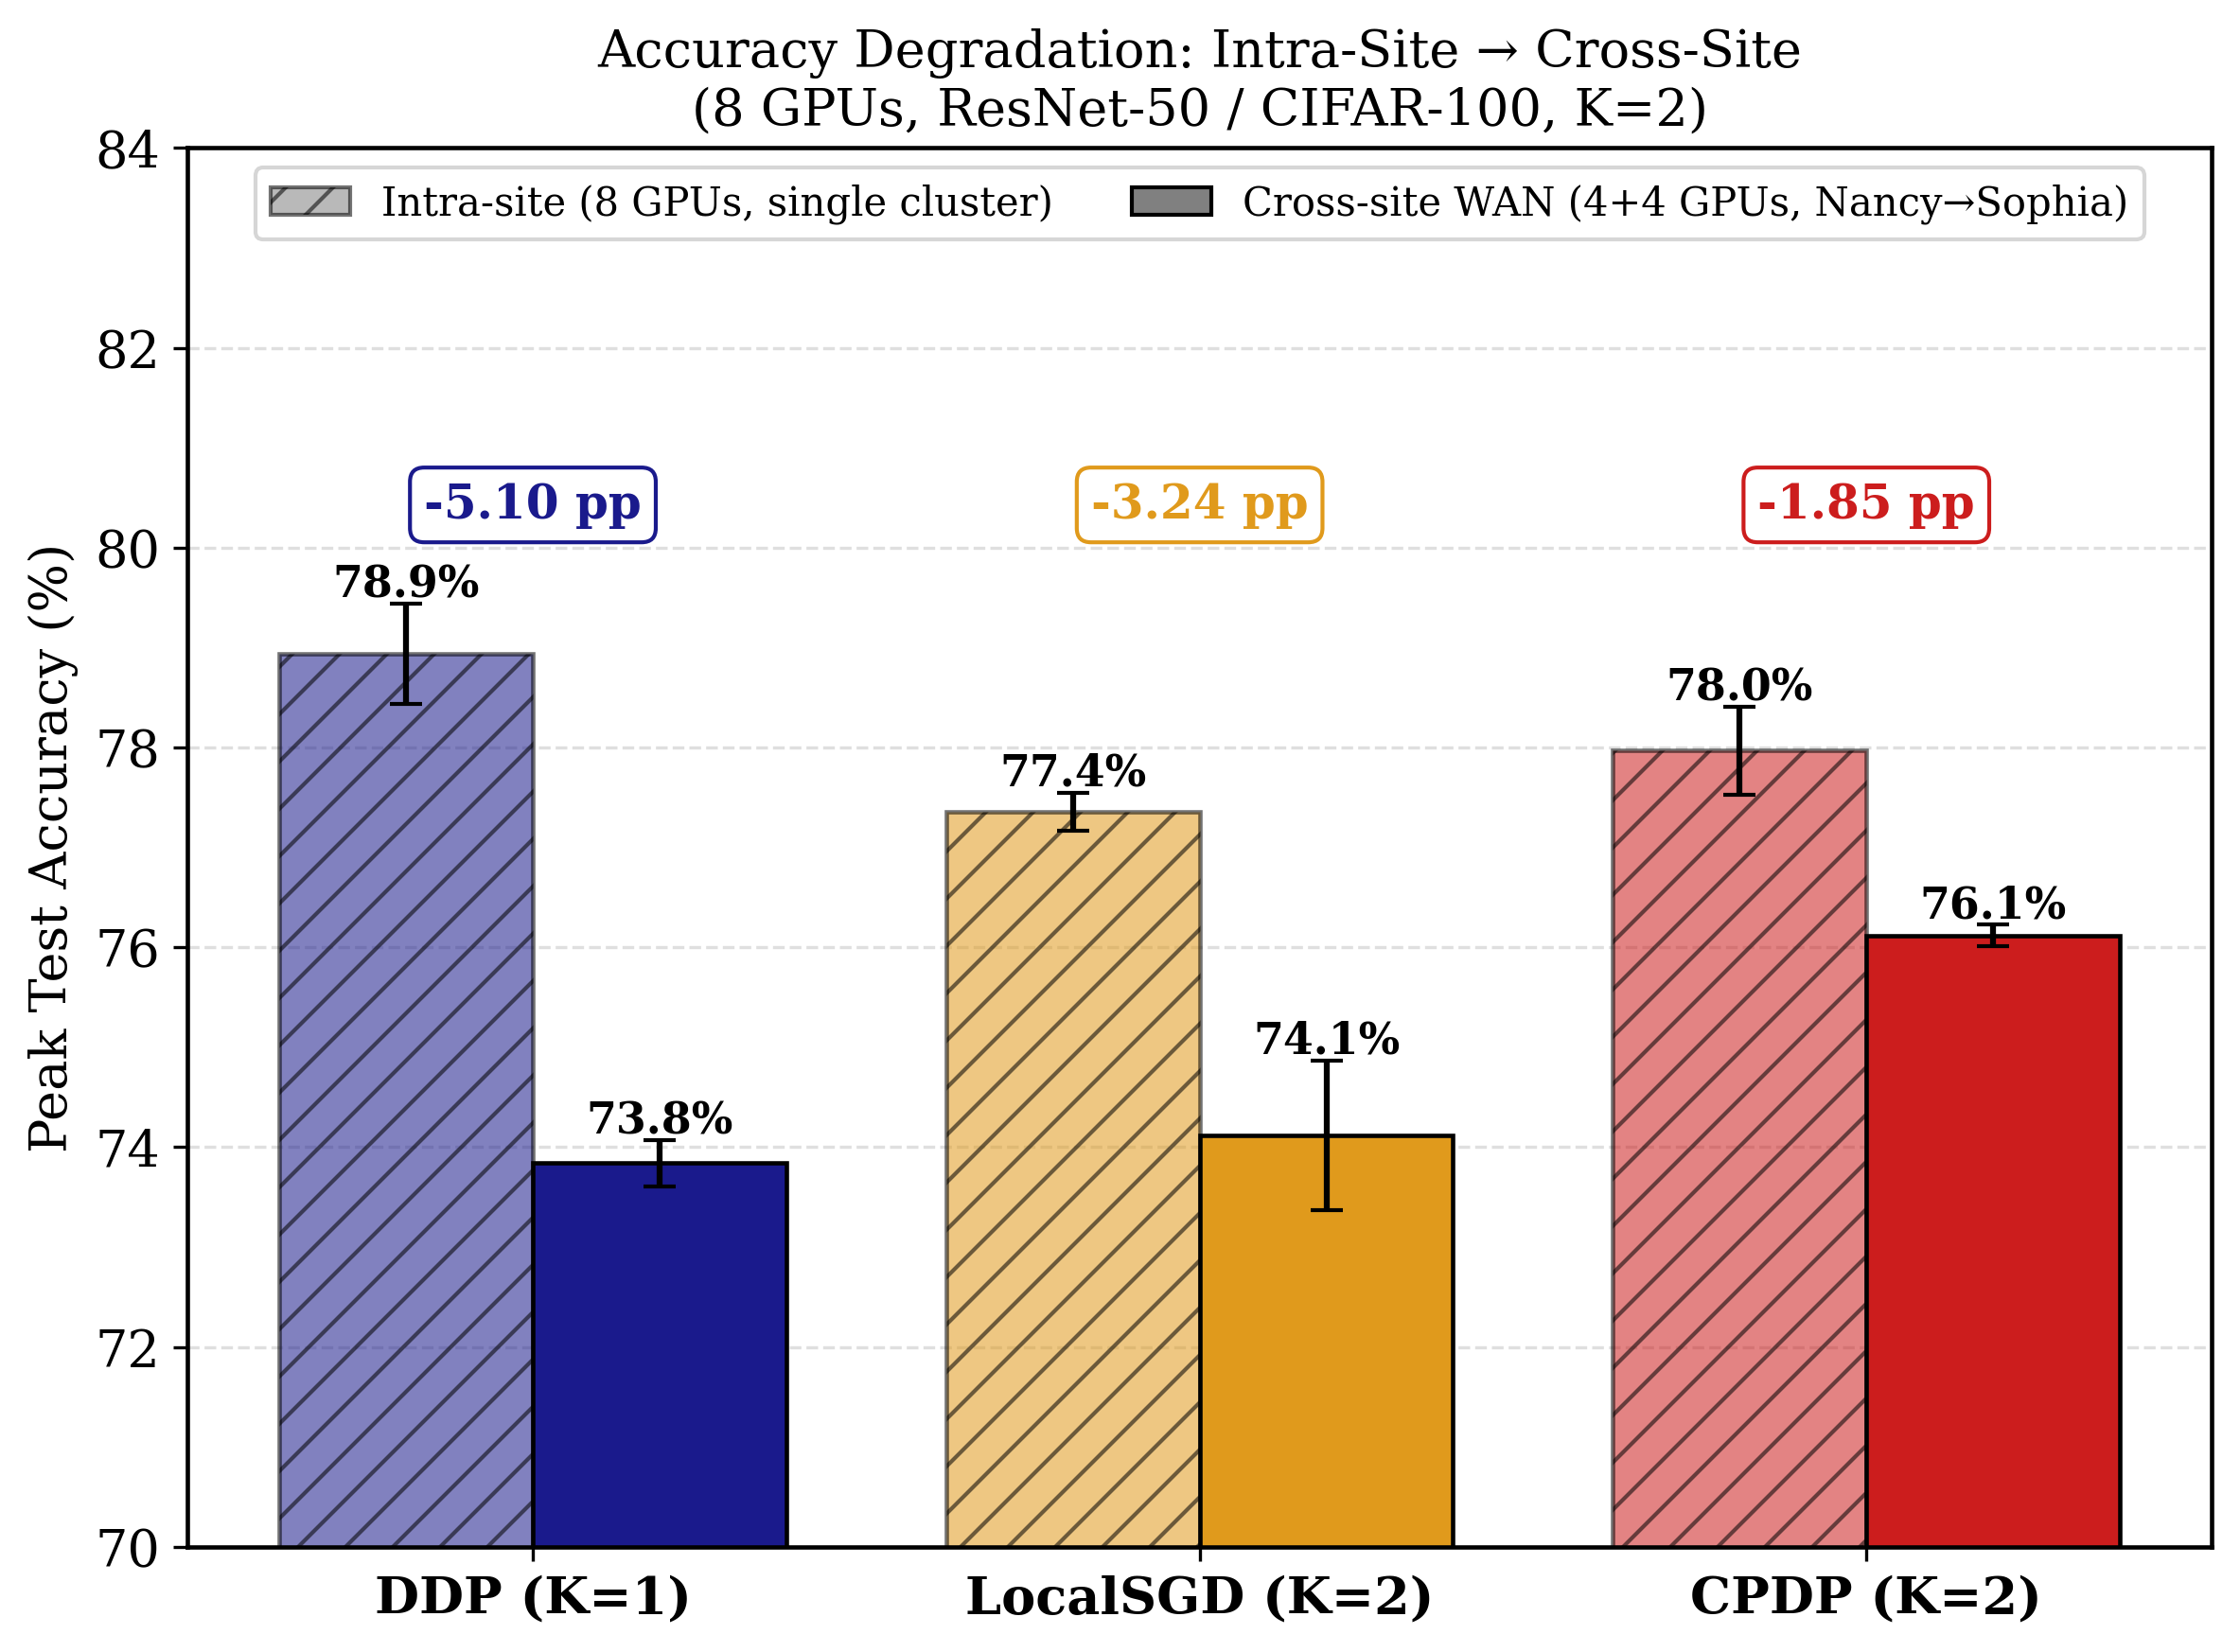 Accuracy Degradation: Intra-Site → Cross-Site
(8 GPUs, ResNet-50 / CIFAR-100, K=2)
Intra-site (8 GPUs, single cluster)
Cross-site WAN (4+4 GPUs, Nancy→Sophia)
Peak Test Accuracy (%)
84
82
80
78
76
74
72
70
-5.10 pp
-3.24 pp
-1.85 pp
78.9%
73.8%
77.4%
74.1%
78.0%
76.1%
DDP (K=1)
LocalSGD (K=2)
CPDP (K=2)